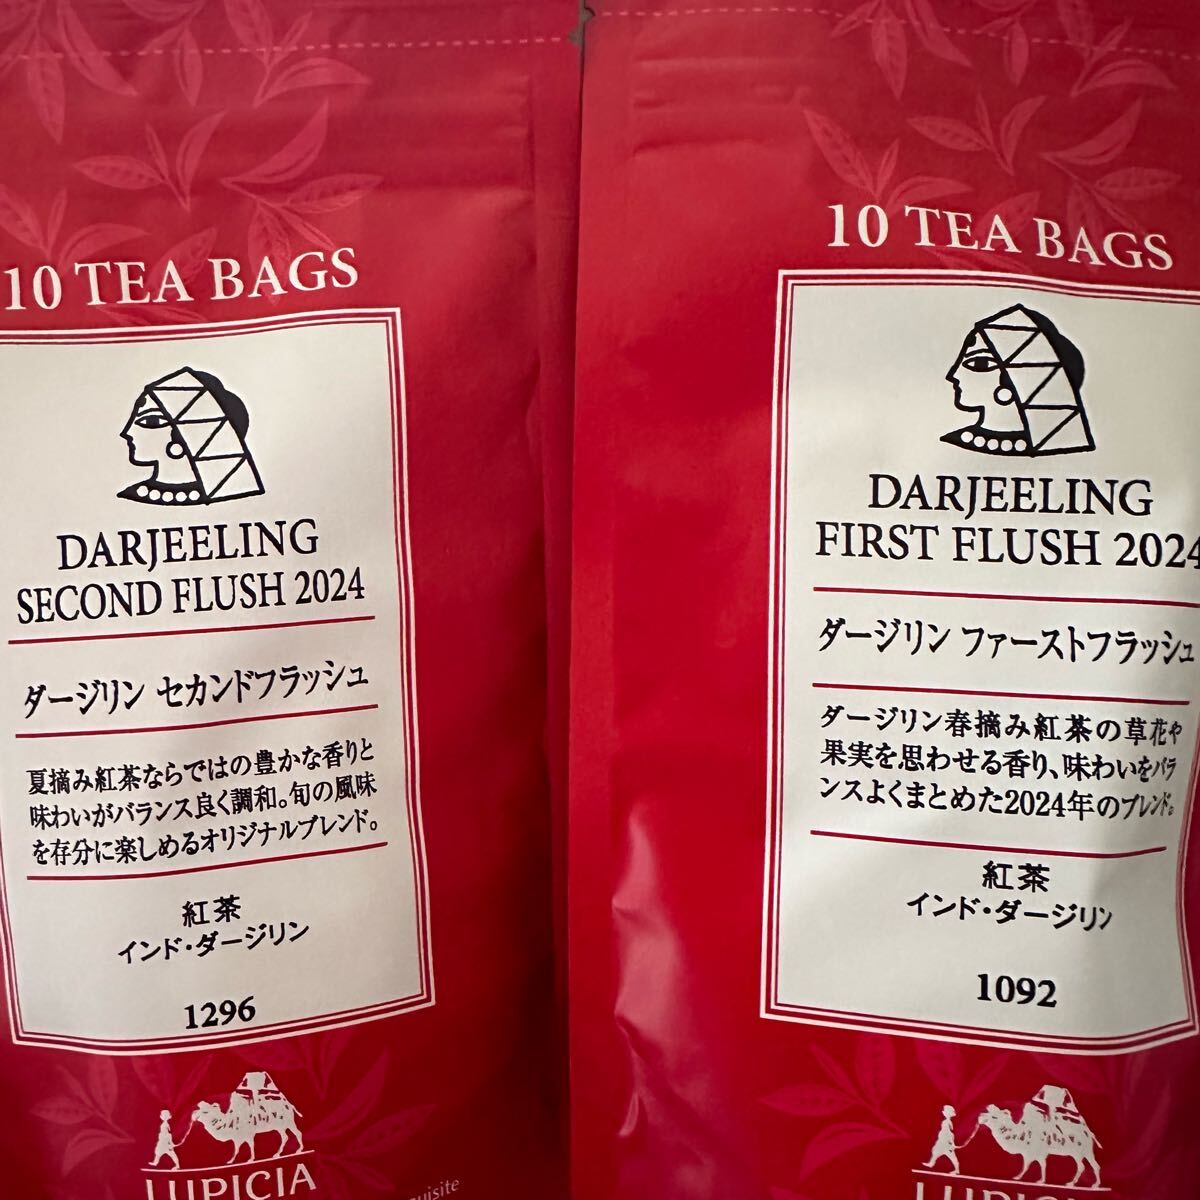 10 TEA BAGS
DARJEELING
SECOND FLUSH 2024
ダージリン セカンドフラッシュ
夏摘み紅茶ならではの豊かな香りと
味わいがバランス良く調和。旬の風味
を存分に楽しめるオリジナルブレンド。
紅茶
インド・ダージリン
1296
LUPICIA
10 TEA BAGS
DARJEELING
FIRST FLUSH 2024
ダージリン ファーストフラッシュ
ダージリン春摘み紅茶の草花や
果実を思わせる香り、味わいをバラ
ンスよくまとめた2024年のブレンド。
紅茶
インド・ダージリン
1092